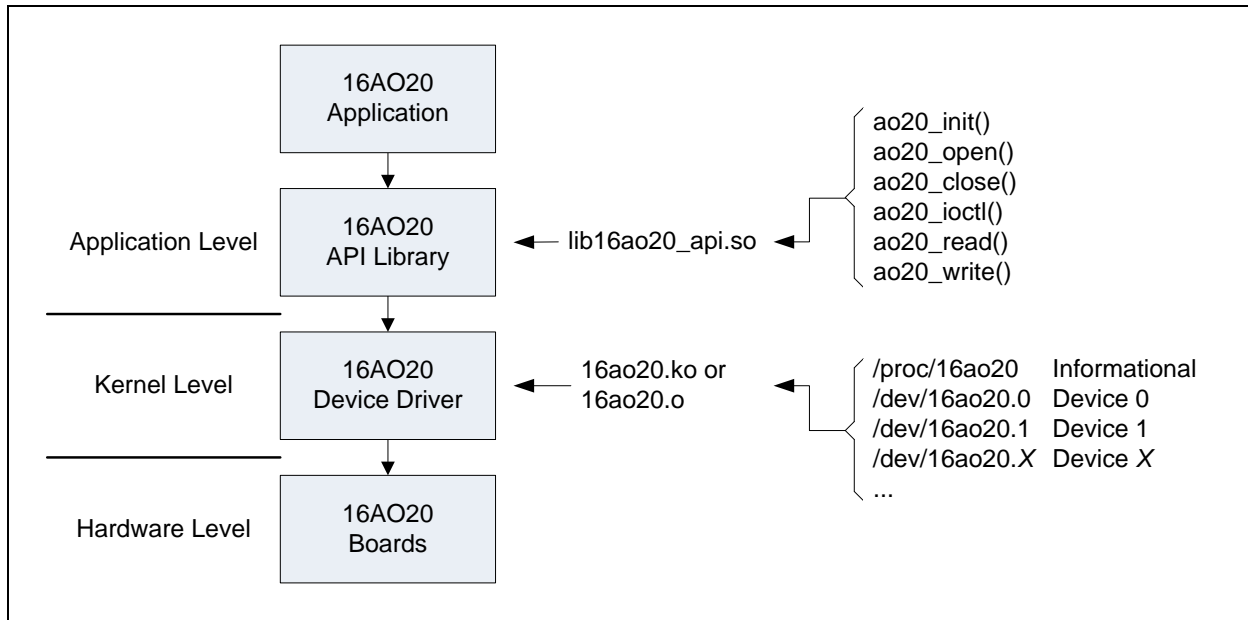 16AO20
Application
16AO20
API Library
Application Level
lib16ao20_api.so
ao20_init()
ao20_open()
ao20_close()
ao20_ioctl()
ao20_read()
ao20_write()
16AO20
Device Driver
Kernel Level
16ao20.ko or
16ao20.o
/proc/16ao20 Informational
/dev/16ao20.0 Device 0
/dev/16ao20.1 Device 1
/dev/16ao20.X Device X
...
16AO20
Boards
Hardware Level